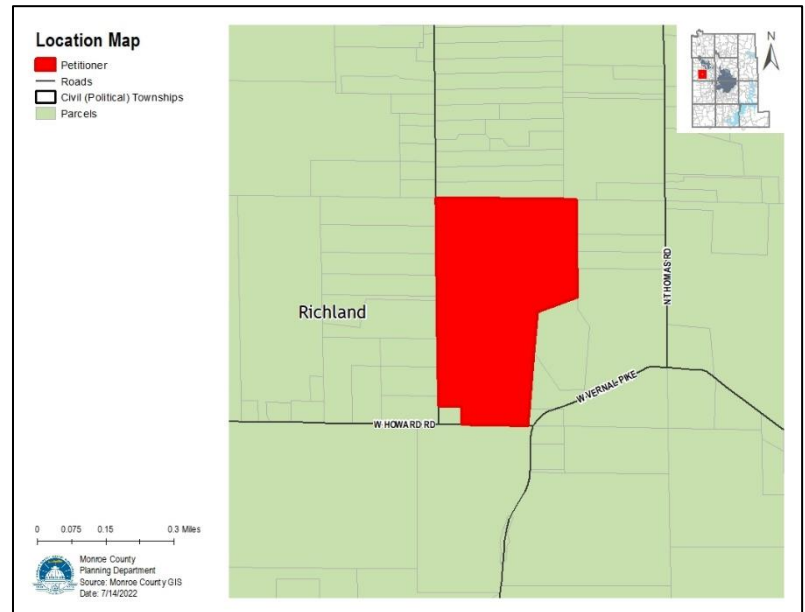 Location Map
Petitioner
Roads
Civil (Political) Townships
Parcels
N
Richland
N THOMAS RD
W VERNAL PIKE
W HOWARD RD
0 0.075 0.15 0.3 Miles
Monroe County
Planning Department
Source: Monroe County GIS
Date: 7/14/2022